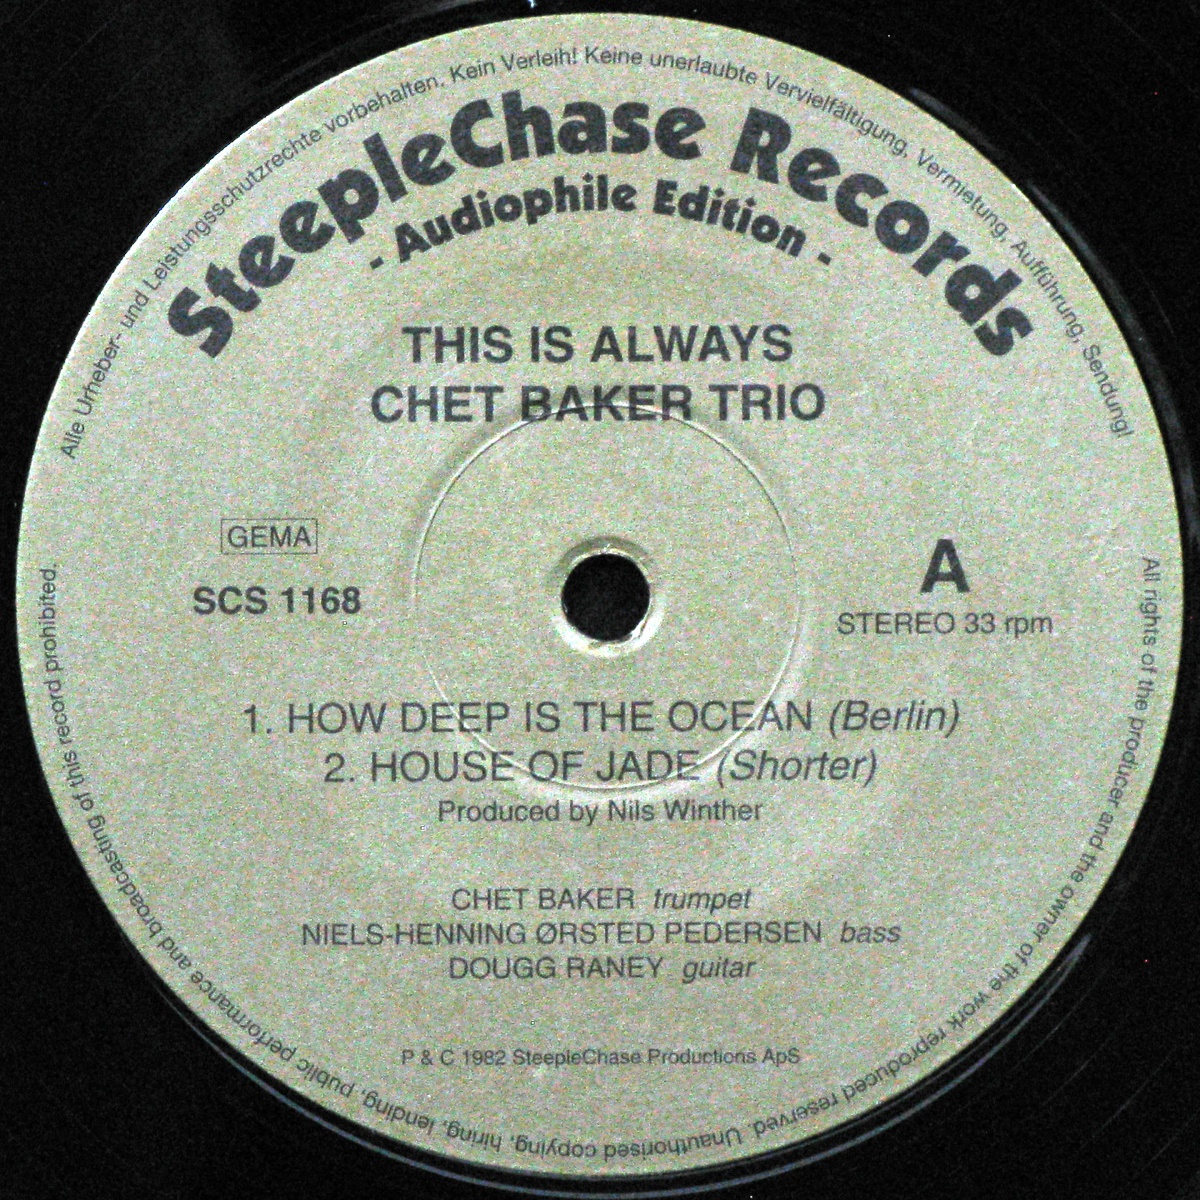 Alle Urheber- und Leistungsschutzrechte vorbehalten. Kein Verleih! Keine unerlaubte Vervielfältigung, Vermietung, Aufführung, Sendung!
SteepleChase Records
- Audiophile Edition -
THIS IS ALWAYS
CHET BAKER TRIO
GEMA
SCS 1168
A
STEREO 33 rpm
1. HOW DEEP IS THE OCEAN (Berlin)
2. HOUSE OF JADE (Shorter)
Produced by Nils Winther
CHET BAKER trumpet
NIELS-HENNING ØRSTED PEDERSEN bass
DOUGG RANEY guitar
P & C 1982 SteepleChase Productions ApS
All rights of the producer and the owner of the work reproduced reserved. Unauthorised copying, hiring, lending, public performance and broadcasting of this record prohibited.